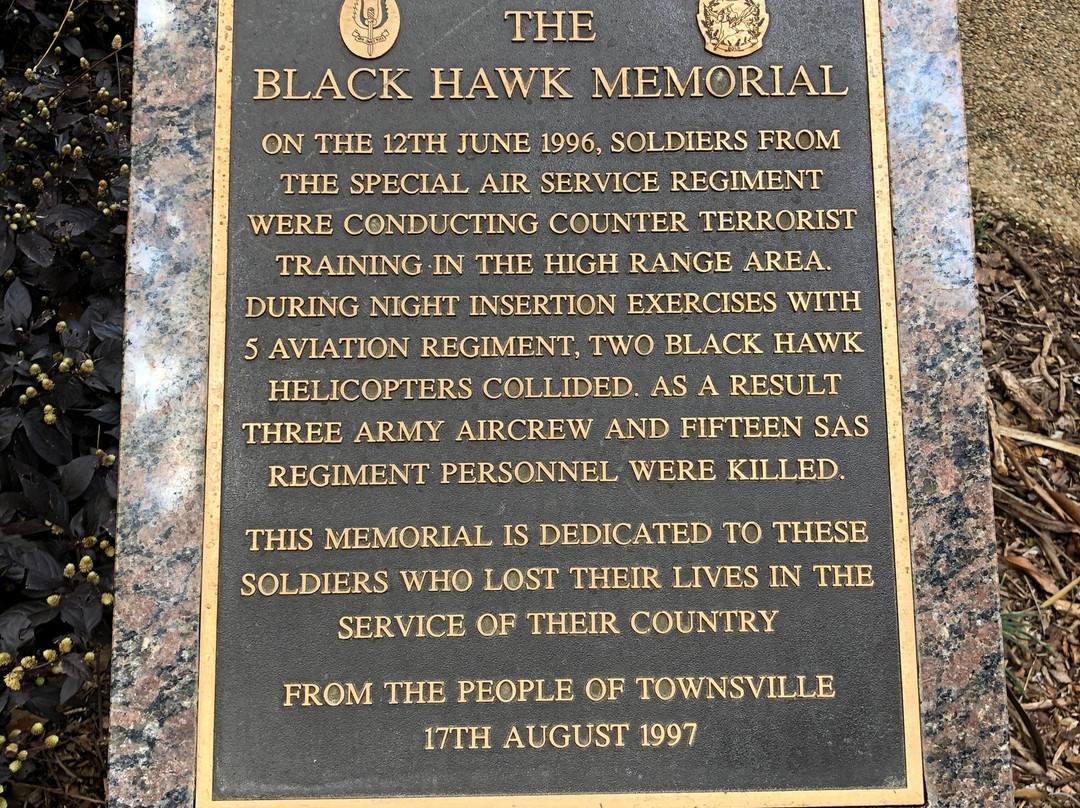 THE
BLACK HAWK MEMORIAL
ON THE 12TH JUNE 1996, SOLDIERS FROM
THE SPECIAL AIR SERVICE REGIMENT
WERE CONDUCTING COUNTER TERRORIST
TRAINING IN THE HIGH RANGE AREA.
DURING NIGHT INSERTION EXERCISES WITH
5 AVIATION REGIMENT, TWO BLACK HAWK
HELICOPTERS COLLIDED. AS A RESULT
THREE ARMY AIRCREW AND FIFTEEN SAS
REGIMENT PERSONNEL WERE KILLED.
THIS MEMORIAL IS DEDICATED TO THESE
SOLDIERS WHO LOST THEIR LIVES IN THE
SERVICE OF THEIR COUNTRY
FROM THE PEOPLE OF TOWNSVILLE
17TH AUGUST 1997